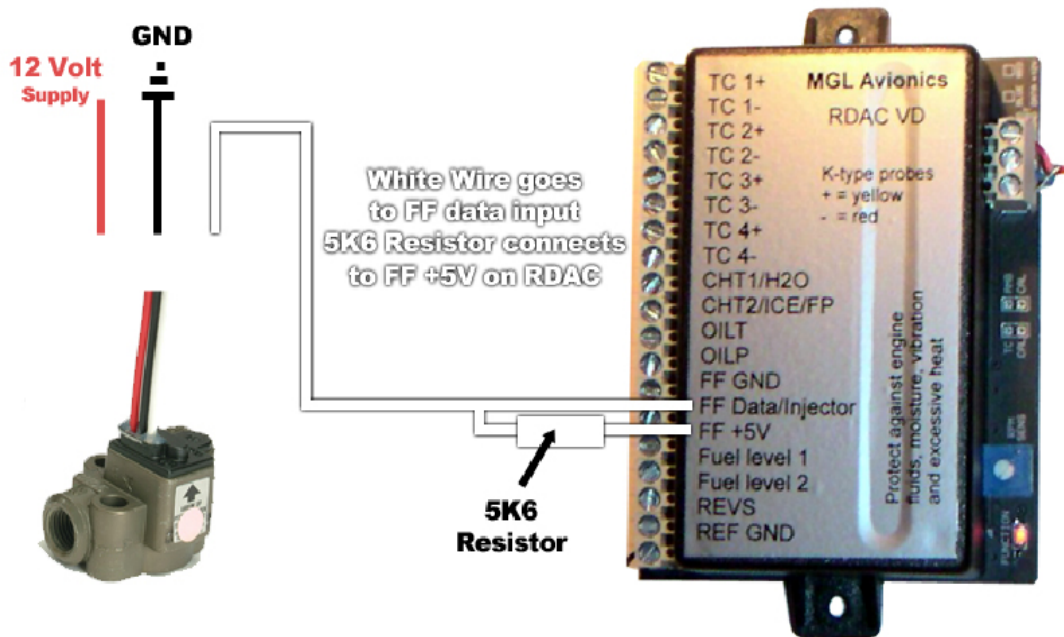 GND
12 Volt
Supply
White Wire goes
to FF data input
5K6 Resistor connects
to FF +5V on RDAC
5K6
Resistor
MGL Avionics
RDAC VD
K-type probes
+ = yellow
- = red
TC 1+
TC 1-
TC 2+
TC 2-
TC 3+
TC 3-
TC 4+
TC 4-
CHT1/H2O
CHT2/ICE/FP
OILT
OILP
FF GND
FF Data/Injector
FF +5V
Fuel level 1
Fuel level 2
REVS
REF GND
Protect against engine
fluids, moisture, vibration
and excessive heat
TC
CAL
CAL
FUNCTION